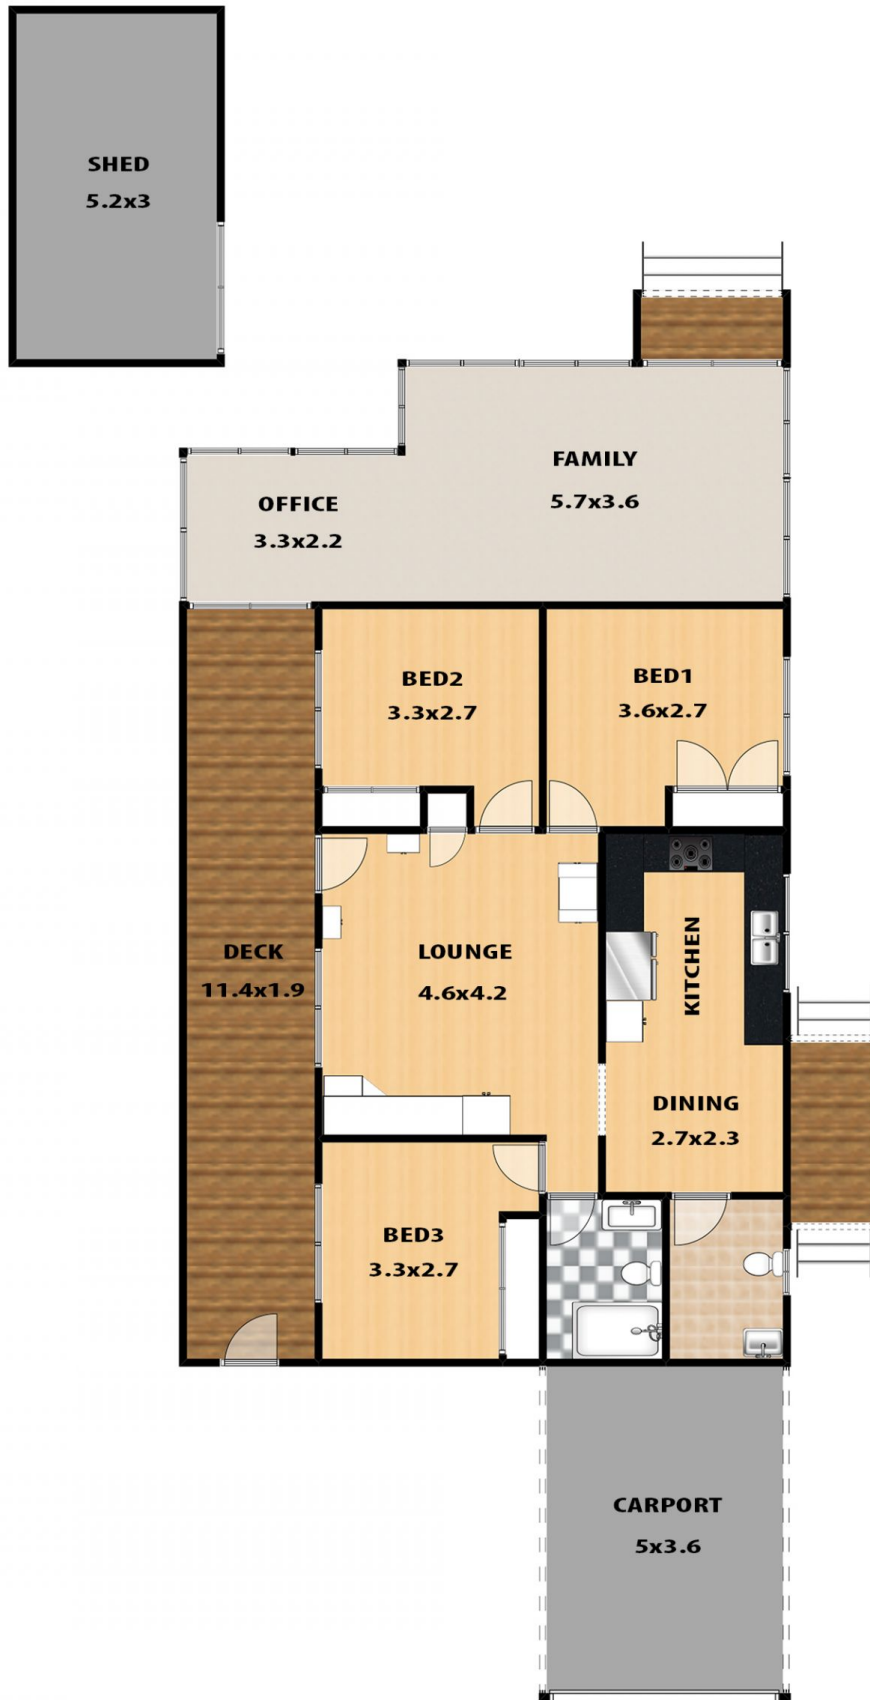 SHED
5.2x3
FAMILY
5.7x3.6
OFFICE
3.3x2.2
BED2
3.3x2.7
BED1
3.6x2.7
DECK
11.4x1.9
LOUNGE
4.6x4.2
KITCHEN
DINING
2.7x2.3
BED3
3.3x2.7
CARPORT
5x3.6